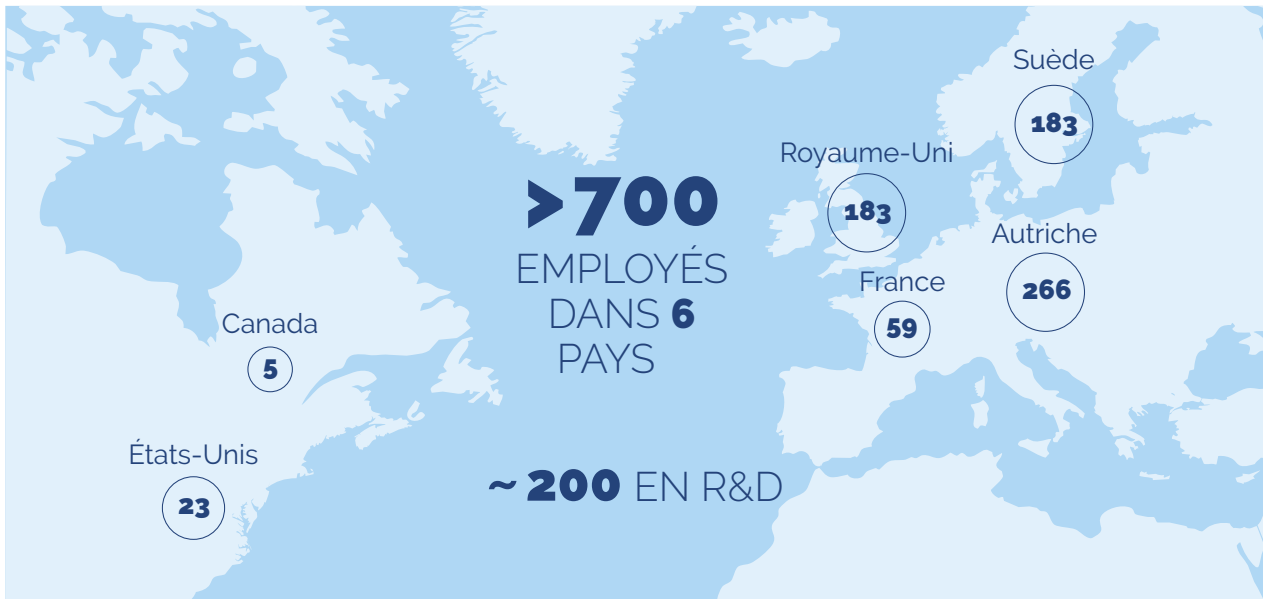 Suède
183
Royaume-Uni
183
>700
EMPLOYÉS
DANS 6
PAYS
Autriche
266
France
59
Canada
5
États-Unis
23
~ 200 EN R&D